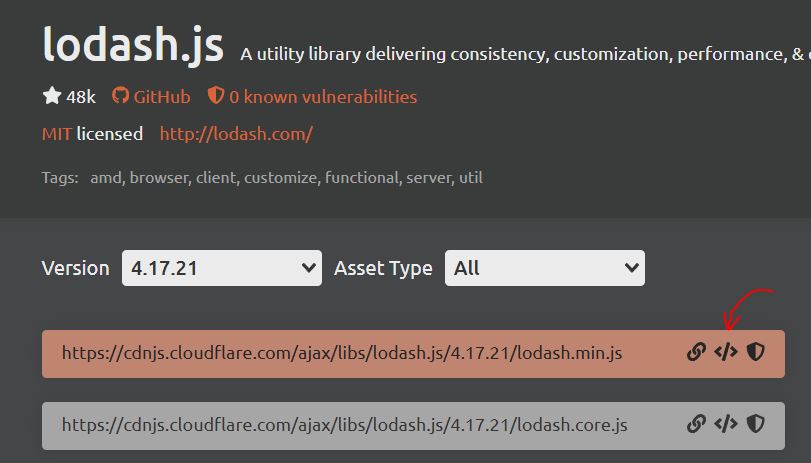 lodash.js A utility library delivering consistency, customization, performance, &
48k GitHub 0 known vulnerabilities
MIT licensed http://lodash.com/
Tags: amd, browser, client, customize, functional, server, util
Version 4.17.21 Asset Type All
https://cdnjs.cloudflare.com/ajax/libs/lodash.js/4.17.21/lodash.min.js </>
https://cdnjs.cloudflare.com/ajax/libs/lodash.js/4.17.21/lodash.core.js </>